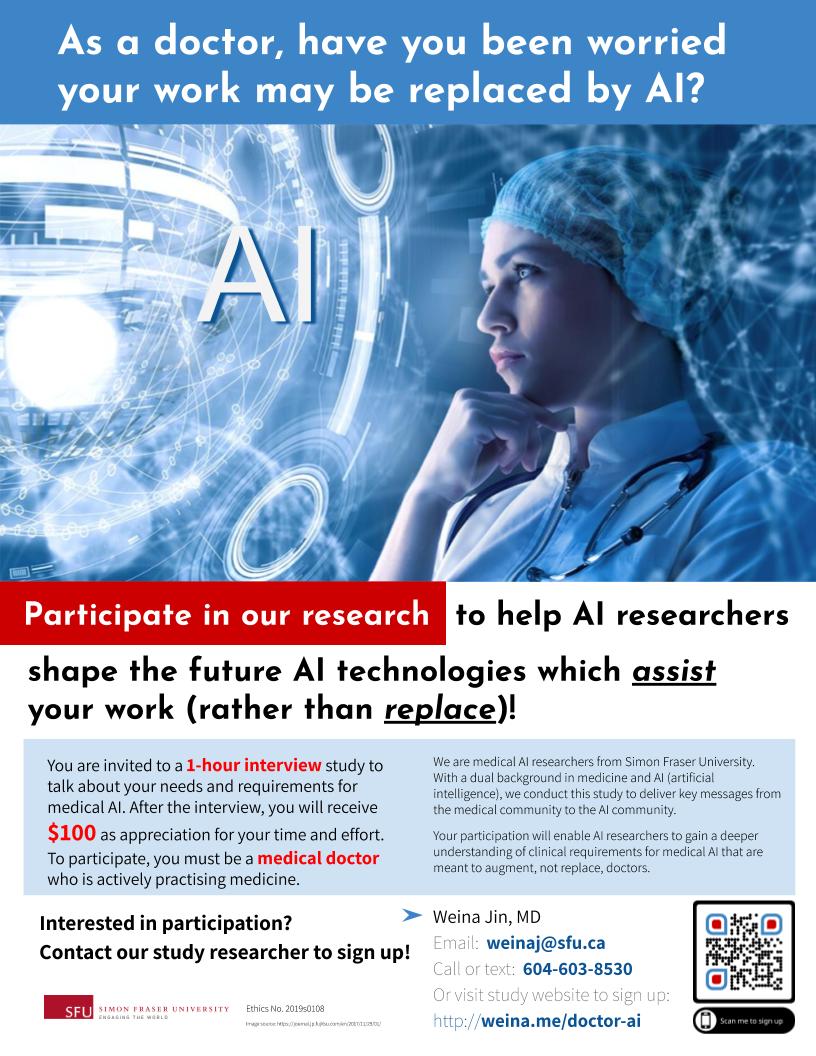 As a doctor, have you been worried
your work may be replaced by AI?
AI
Participate in our research to help AI researchers
shape the future AI technologies which assist
your work (rather than replace)!
You are invited to a 1-hour interview study to
talk about your needs and requirements for
medical AI. After the interview, you will receive
$100 as appreciation for your time and effort.
To participate, you must be a medical doctor
who is actively practising medicine.
We are medical AI researchers from Simon Fraser University.
With a dual background in medicine and AI (artificial
intelligence), we conduct this study to deliver key messages from
the medical community to the AI community.
Your participation will enable AI researchers to gain a deeper
understanding of clinical requirements for medical AI that are
meant to augment, not replace, doctors.
Interested in participation?
Contact our study researcher to sign up!
➤ Weina Jin, MD
Email: weinaj@sfu.ca
Call or text: 604-603-8530
Or visit study website to sign up:
http://weina.me/doctor-ai
Scan me to sign up
SFU SIMON FRASER UNIVERSITY
ENGAGING THE WORLD
Ethics No. 2019s0108
Image source: